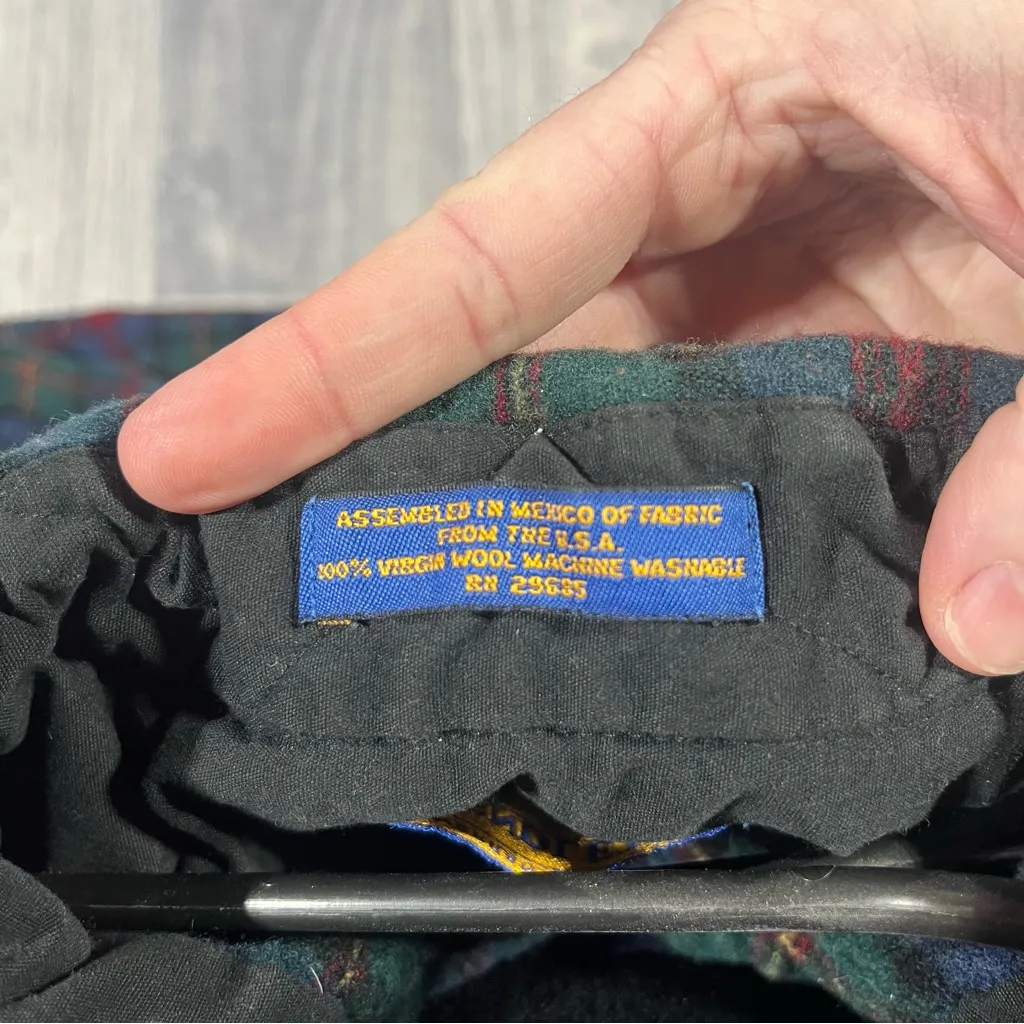 ASSEMBLED IN MEXICO OF FABRIC
FROM THE U.S.A.
100% VIRGIN WOOL MACHINE WASHABLE
RN 29685